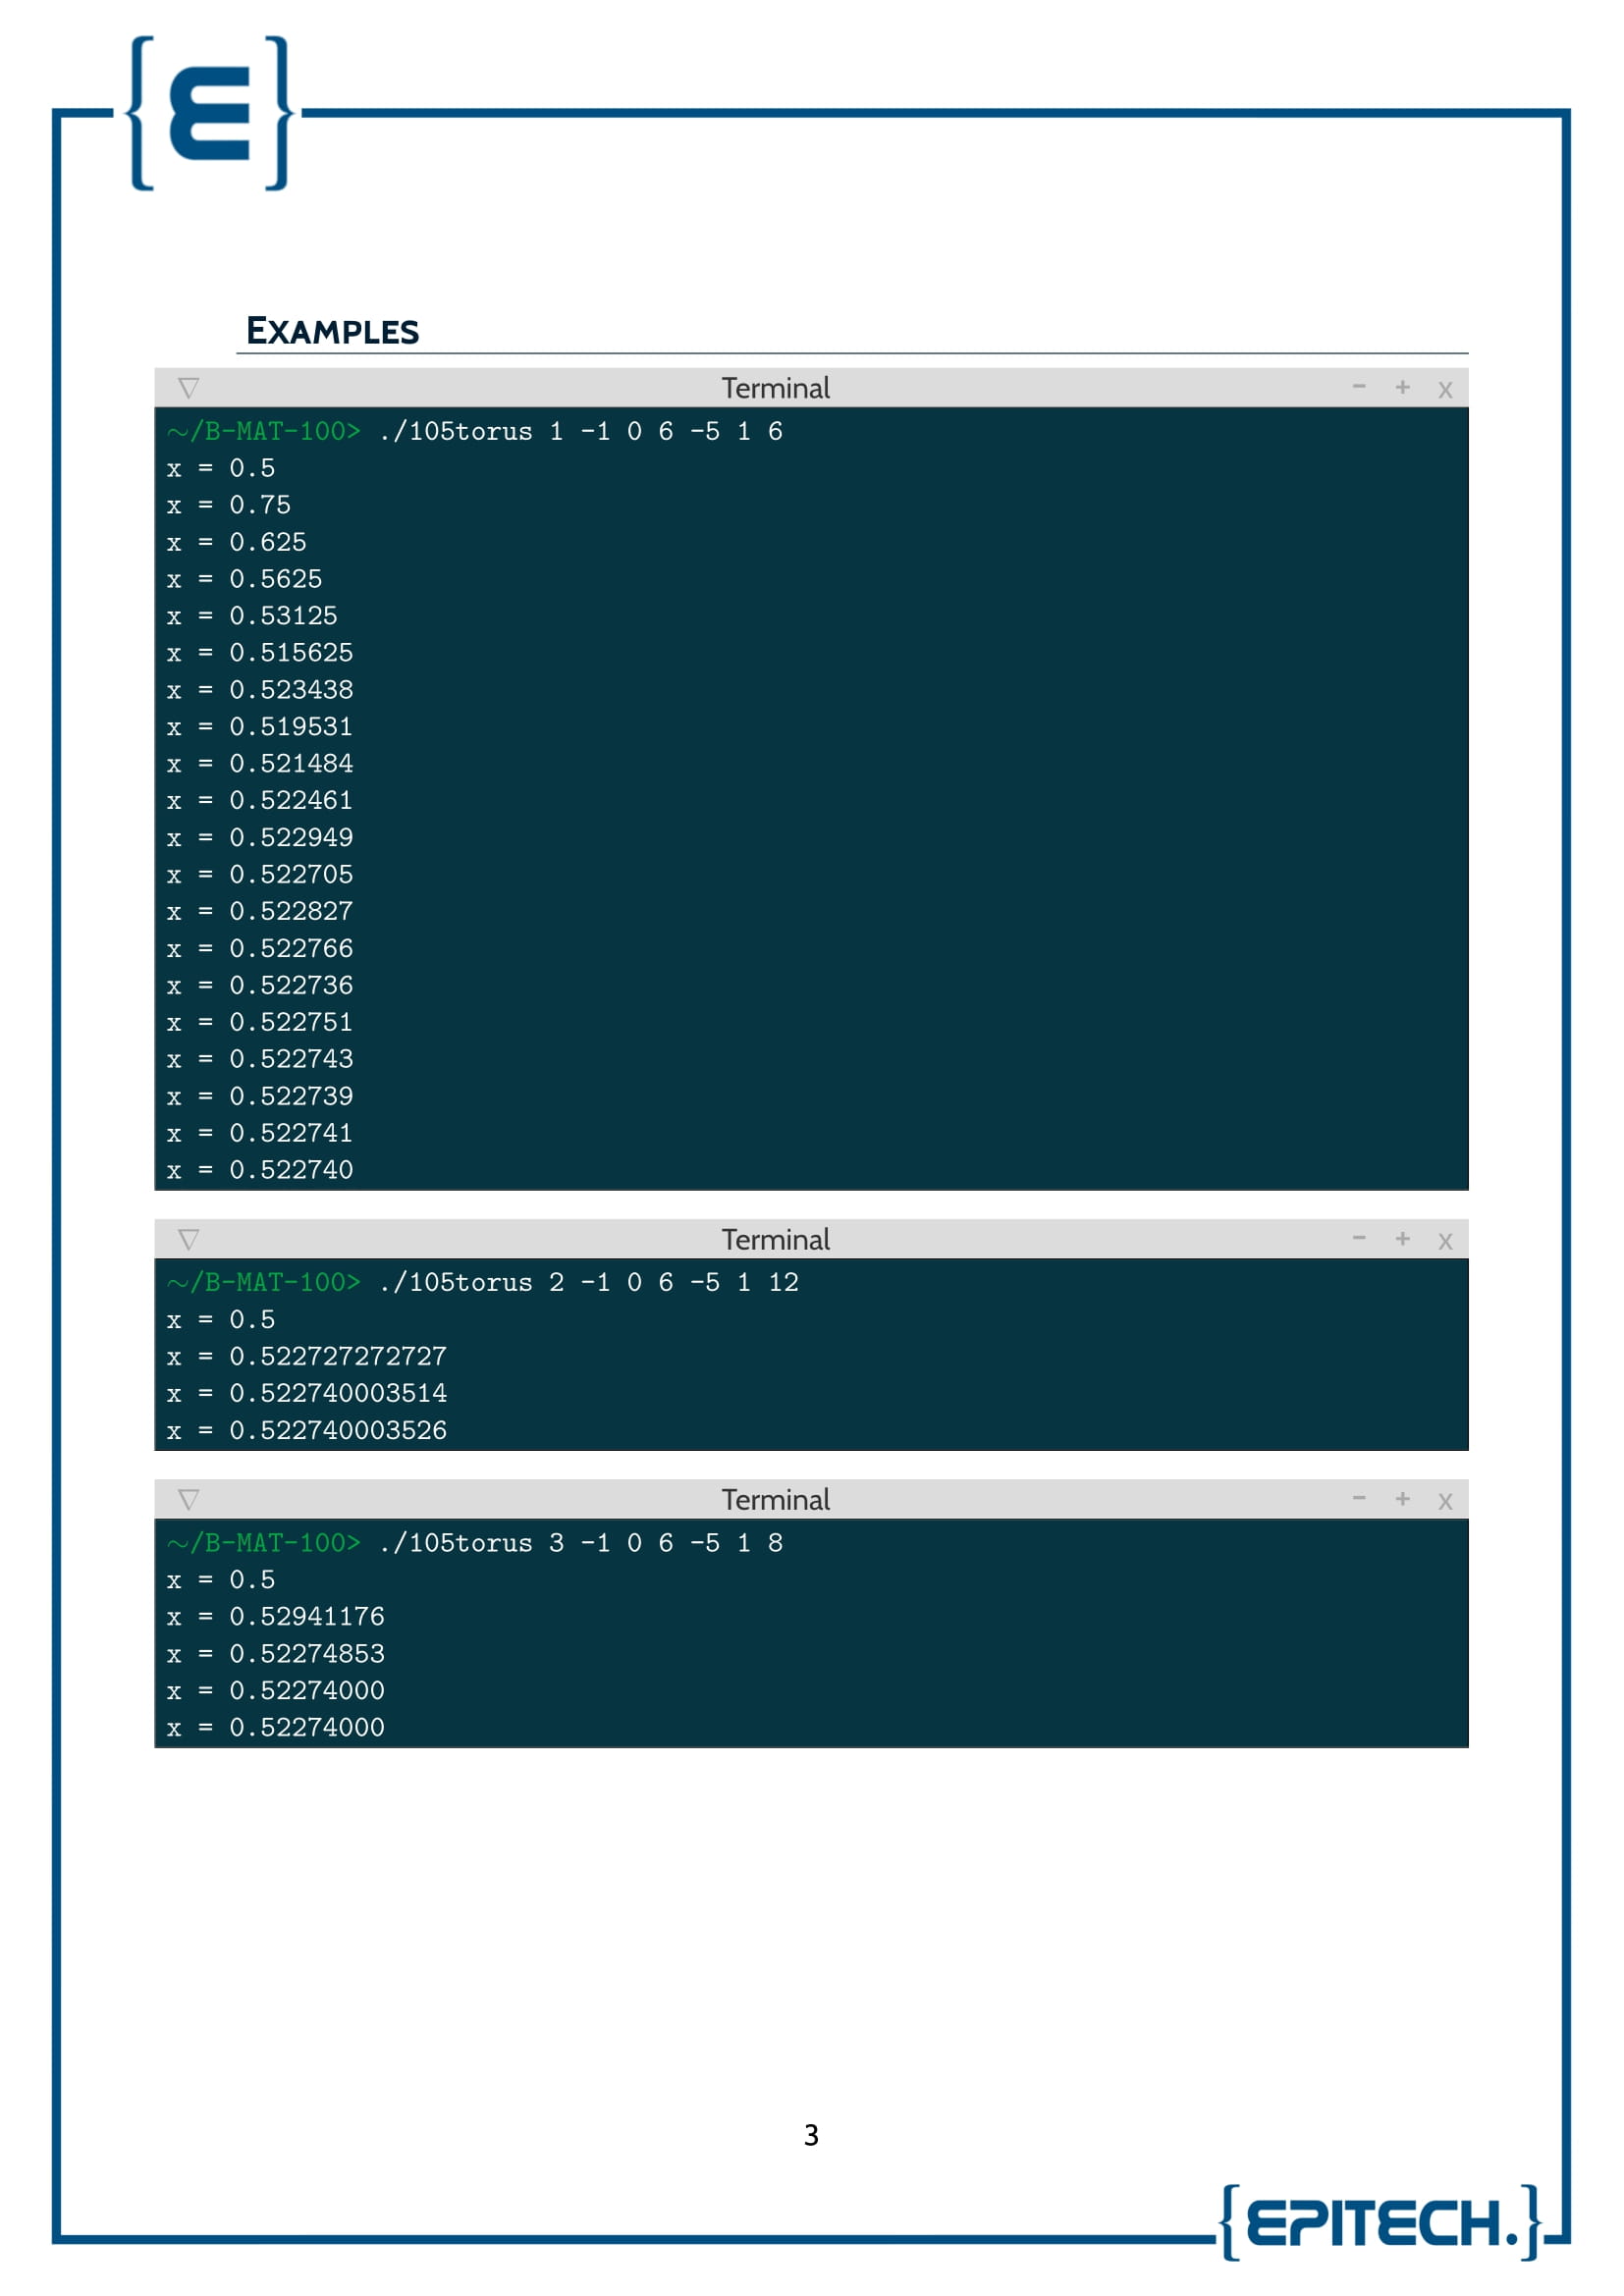 EXAMPLES
Terminal - + x
~/B-MAT-100> ./105torus 1 -1 0 6 -5 1 6
x = 0.5
x = 0.75
x = 0.625
x = 0.5625
x = 0.53125
x = 0.515625
x = 0.523438
x = 0.519531
x = 0.521484
x = 0.522461
x = 0.522949
x = 0.522705
x = 0.522827
x = 0.522766
x = 0.522736
x = 0.522751
x = 0.522743
x = 0.522739
x = 0.522741
x = 0.522740
Terminal - + x
~/B-MAT-100> ./105torus 2 -1 0 6 -5 1 12
x = 0.5
x = 0.522727272727
x = 0.522740003514
x = 0.522740003526
Terminal - + x
~/B-MAT-100> ./105torus 3 -1 0 6 -5 1 8
x = 0.5
x = 0.52941176
x = 0.52274853
x = 0.52274000
x = 0.52274000
3
{EPITECH.}